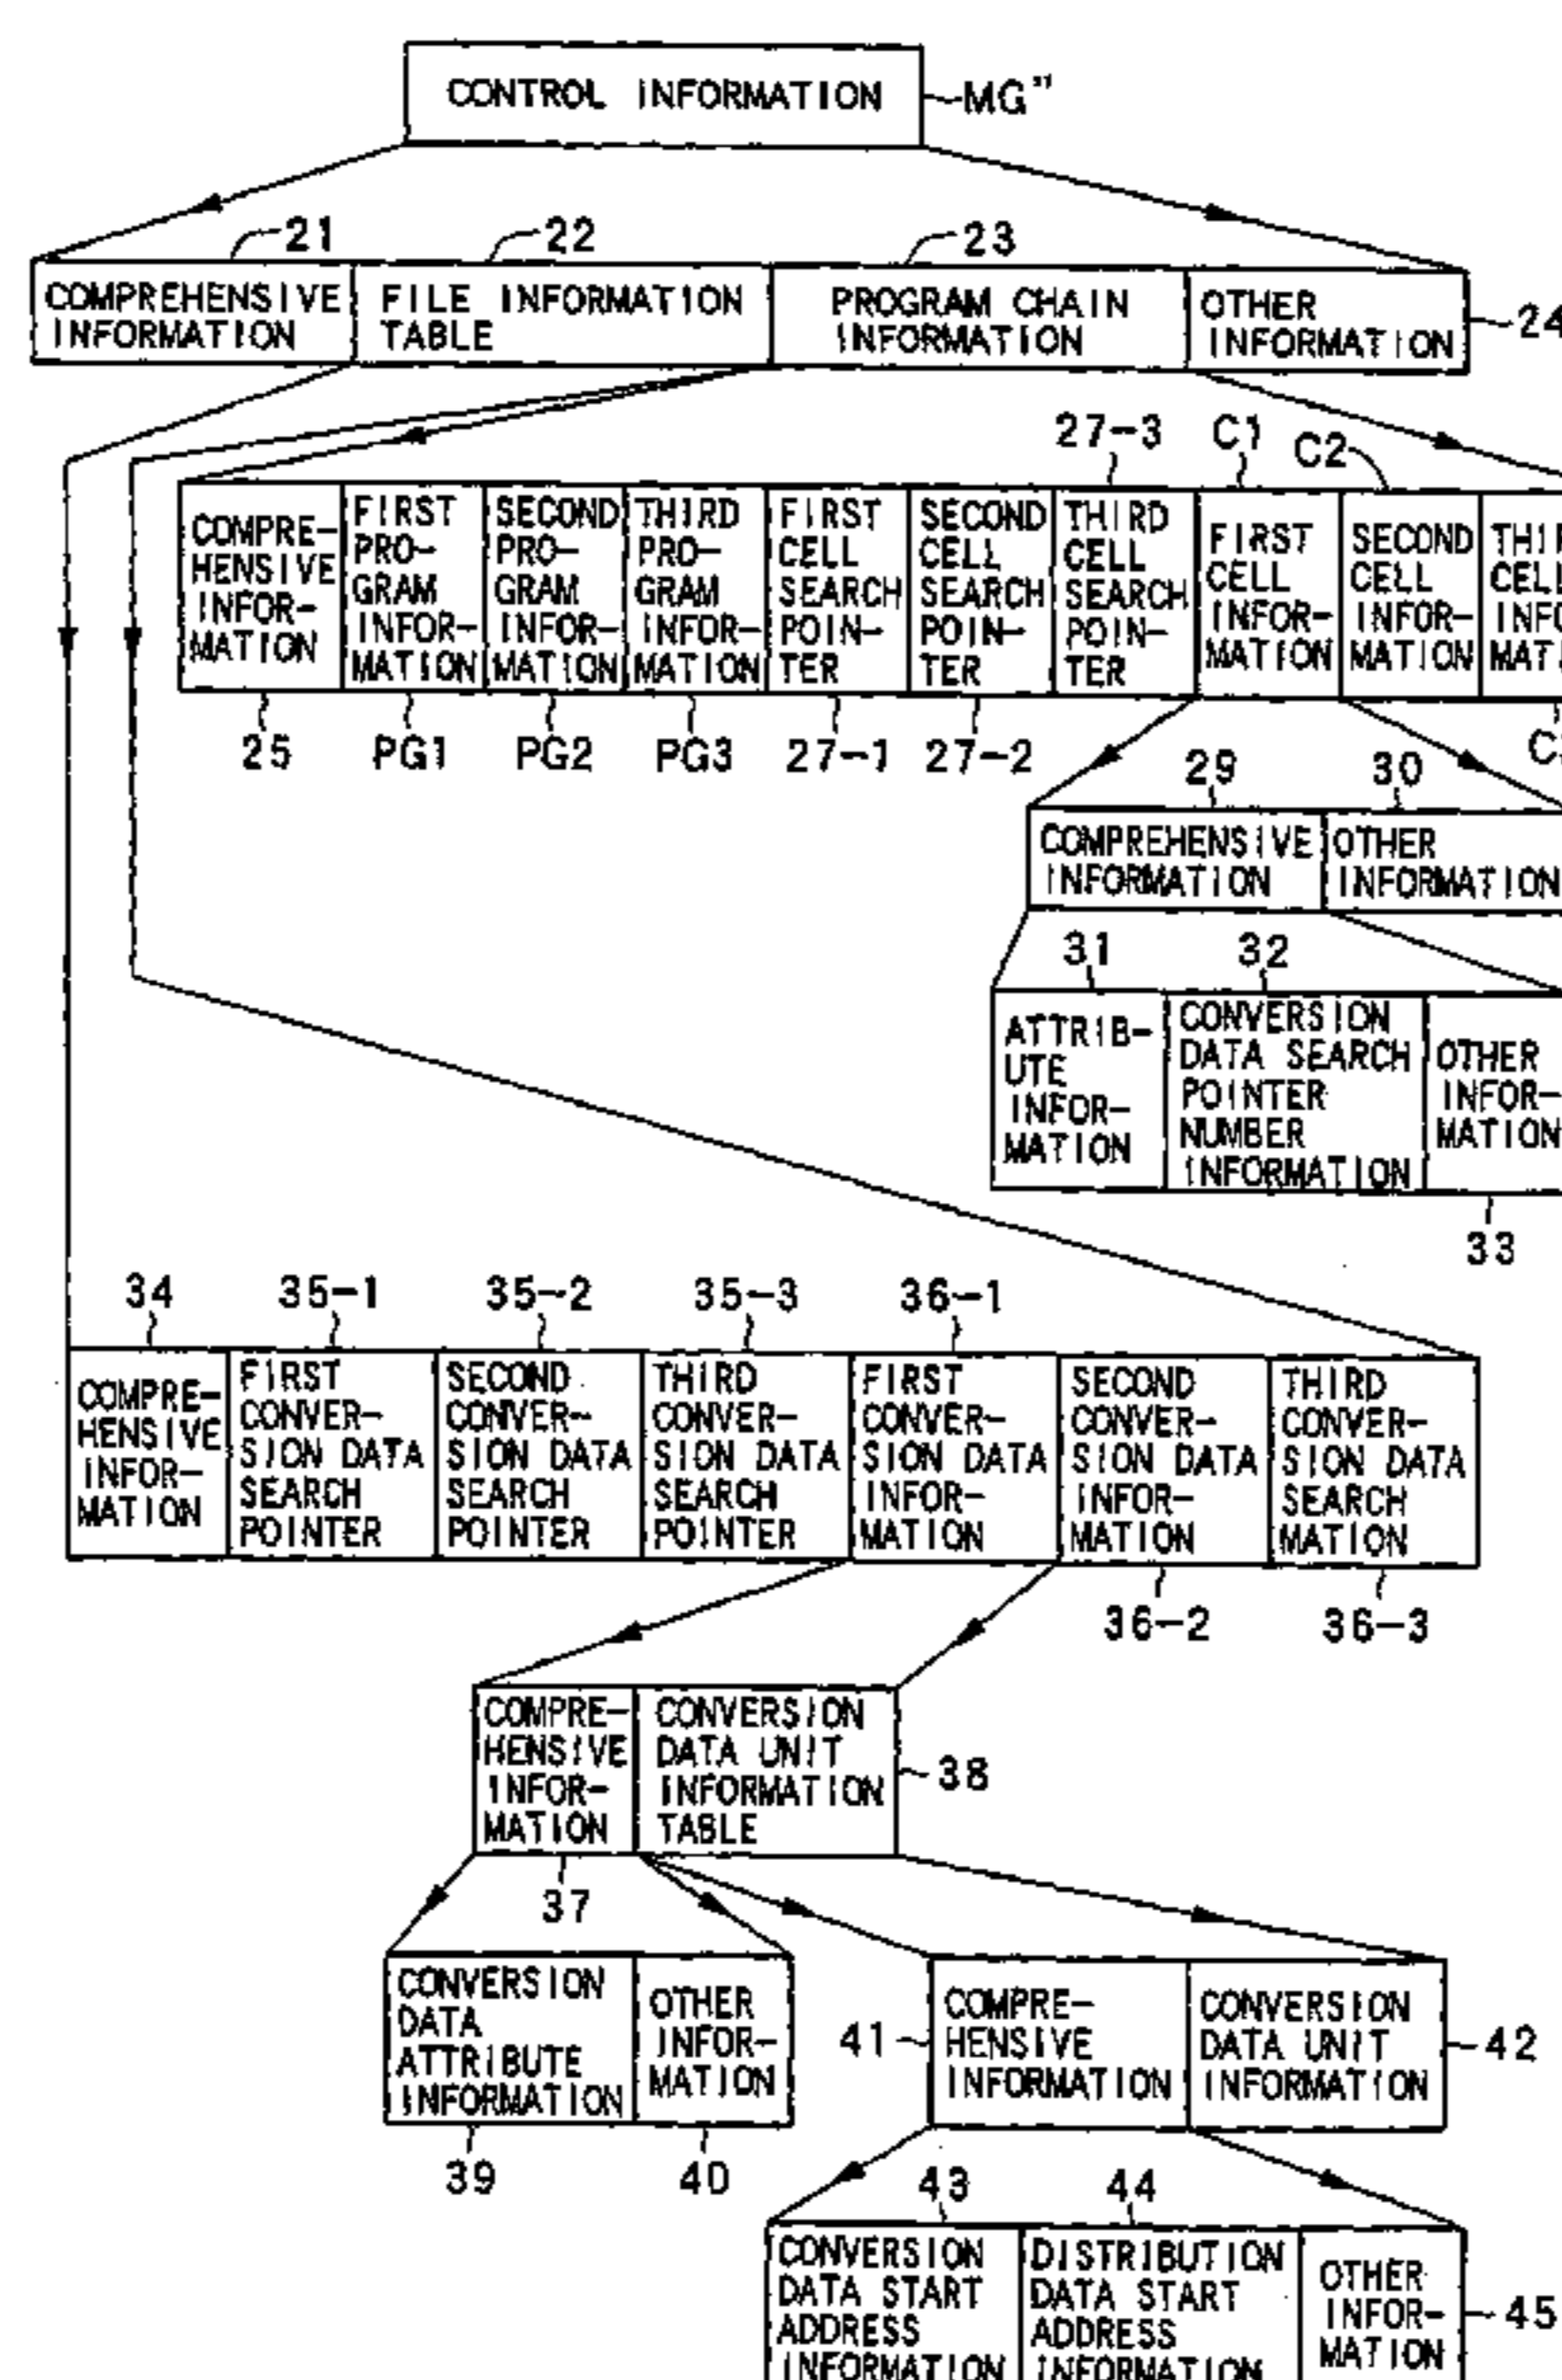 CONTROL INFORMATION
MG"
21
22
23
COMPREHENSIVE
INFORMATION
FILE INFORMATION
TABLE
PROGRAM CHAIN
INFORMATION
OTHER
INFORMATION
24
27-3
C1
C2
COMPRE-
HENSIVE
INFOR-
MATION
FIRST
PRO-
GRAM
INFOR-
MATION
SECOND
PRO-
GRAM
INFOR-
MATION
THIRD
PRO-
GRAM
INFOR-
MATION
FIRST
CELL
SEARCH
POIN-
TER
SECOND
CELL
SEARCH
POIN-
TER
THIRD
CELL
SEARCH
POIN-
TER
FIRST
CELL
INFOR-
MATION
SECOND
CELL
INFOR-
MATION
CELL
25
PG1
PG2
PG3
27-1
27-2
29
30
COMPREHENSIVE
INFORMATION
OTHER
INFORMATION
31
32
ATTRIB-
UTE
INFOR-
MATION
CONVERSION
DATA SEARCH
POINTER
NUMBER
INFORMATION
OTHER
INFOR-
MATION
33
34
35-1
35-2
35-3
36-1
COMPRE-
HENSIVE
INFOR-
MATION
FIRST
CONVER-
SION DATA
SEARCH
POINTER
SECOND
CONVER-
SION DATA
SEARCH
POINTER
THIRD
CONVER-
SION DATA
SEARCH
POINTER
FIRST
CONVER-
SION DATA
INFOR-
MATION
SECOND
CONVER-
SION DATA
INFOR-
MATION
THIRD
CONVER-
SION DATA
SEARCH
MATION
36-2
36-3
COMPRE-
HENSIVE
INFOR-
MATION
CONVERSION
DATA UNIT
INFORMATION
TABLE
38
37
CONVERSION
DATA
ATTRIBUTE
INFORMATION
OTHER
INFOR-
MATION
39
40
41
COMPRE-
HENSIVE
INFORMATION
CONVERSION
DATA UNIT
INFORMATION
42
43
44
CONVERSION
DATA START
ADDRESS
INFORMATION
DISTRIBUTION
DATA START
ADDRESS
INFORMATION
OTHER
INFOR-
MATION
45